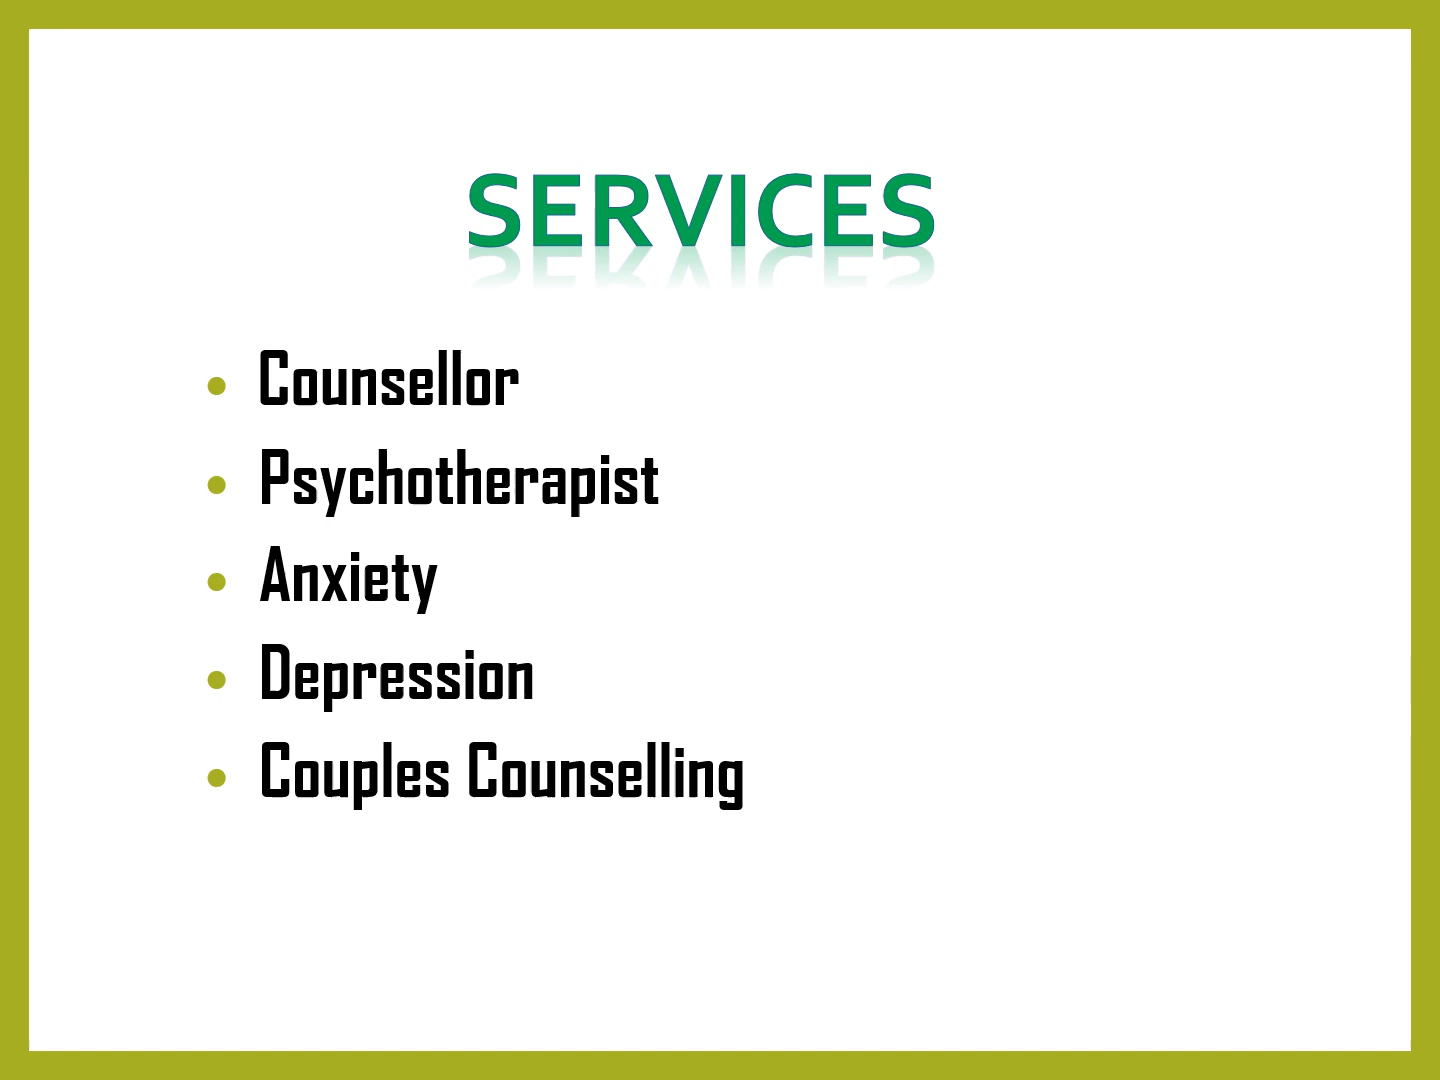 SERVICES
• Counsellor
• Psychotherapist
• Anxiety
• Depression
• Couples Counselling